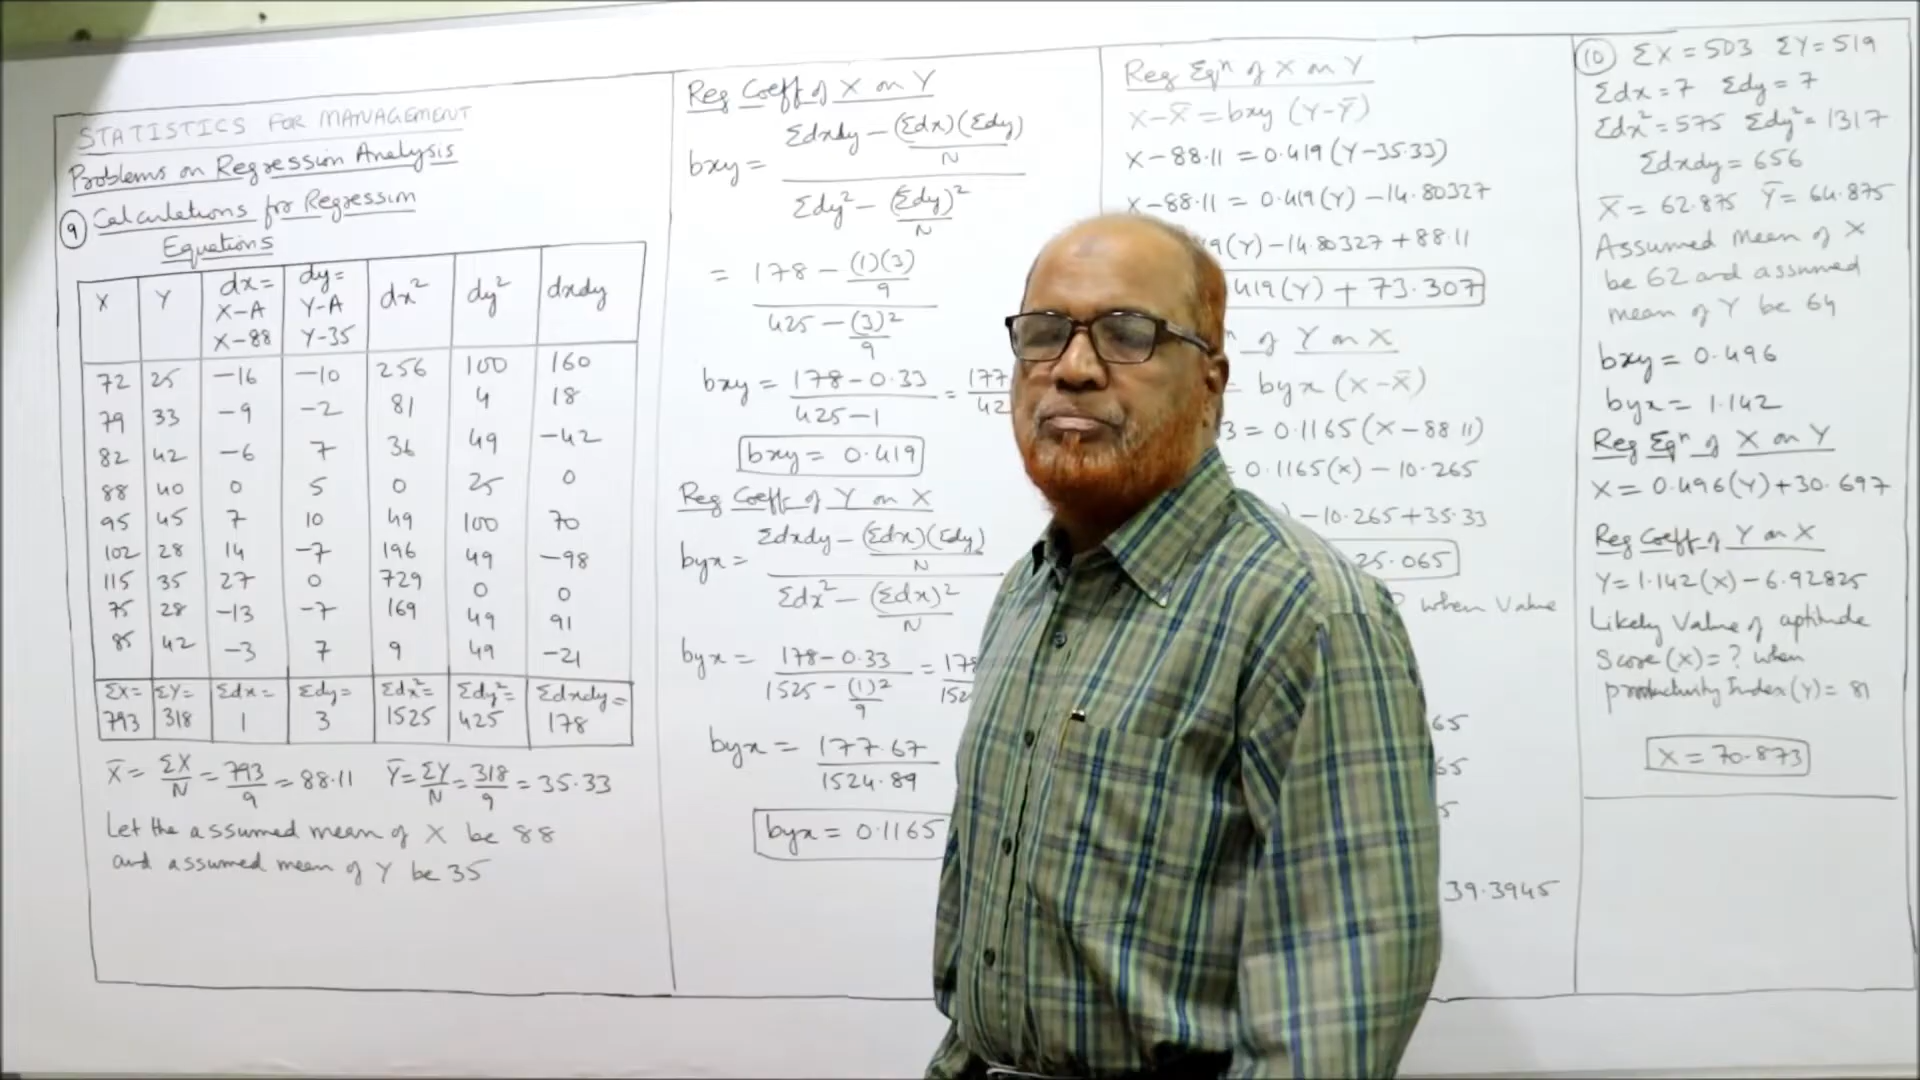 STATISTICS FOR MANAGEMENT
Problems on Regression Analysis
9 Calculations for Regression
Equations
X Y dx= X-A X-88 dy= Y-A Y-35 dx² dy² dxdy
72 25 -16 -10 256 100 160
79 33 -9 -2 81 4 18
82 42 -6 7 36 49 -42
88 40 0 5 0 25 0
95 45 7 10 49 100 70
102 28 14 -7 196 49 -98
115 35 27 0 729 0 0
75 28 -13 -7 169 49 91
85 42 -3 7 9 49 -21
ΣX= 793 ΣY= 318 Σdx= 1 Σdy= 3 Σdx²= 1525 Σdy²= 425 Σdxdy= 178
X̄ = ΣX/N = 793/9 = 88.11 Ȳ = ΣY/N = 318/9 = 35.33
Let the assumed mean of X be 88
and assumed mean of Y be 35
Reg Coeff of X on Y
bxy = Σdxdy - (Σdx)(Σdy)/N
Σdy² - (Σdy)²/N
= 178 - (1)(3)/9
425 - (3)²/9
bxy = 178-0.33 / 425-1 = 177 / 42
bxy = 0.419
Reg Coeff of Y on X
byx = Σdxdy - (Σdx)(Σdy)/N
Σdx² - (Σdx)²/N
byx = 178-0.33 / 1525 - (1)²/9 = 178 / 152
byx = 177.67 / 1524.89
byx = 0.1165
Reg Eqn of X on Y
X-X̄ = bxy (Y-Ȳ)
X-88.11 = 0.419(Y-35.33)
X-88.11 = 0.419(Y) -14.80327
9(Y)-14.80327+88.11
419(Y) + 73.307
of Y on X
= byx (X-X̄)
3 = 0.1165(X-88.11)
= 0.1165(x) - 10.265
) -10.265+35.33
25.065
? when Value
65
65
5
39.3945
10 ΣX = 503 ΣY = 519
Σdx = 7 Σdy = 7
Σdx² = 575 Σdy² = 1317
Σdxdy = 656
X̄ = 62.875 Ȳ = 64.875
Assumed Mean of X
be 62 and assumed
mean of Y be 64
bxy = 0.496
byx = 1.142
Reg Eqn of X on Y
X = 0.496(Y)+30.697
Reg Coeff of Y on X
Y = 1.142(x) - 6.92825
Likely Value of aptitude
Score (X) = ? when
productivity Index (Y) = 81
X = 70.873